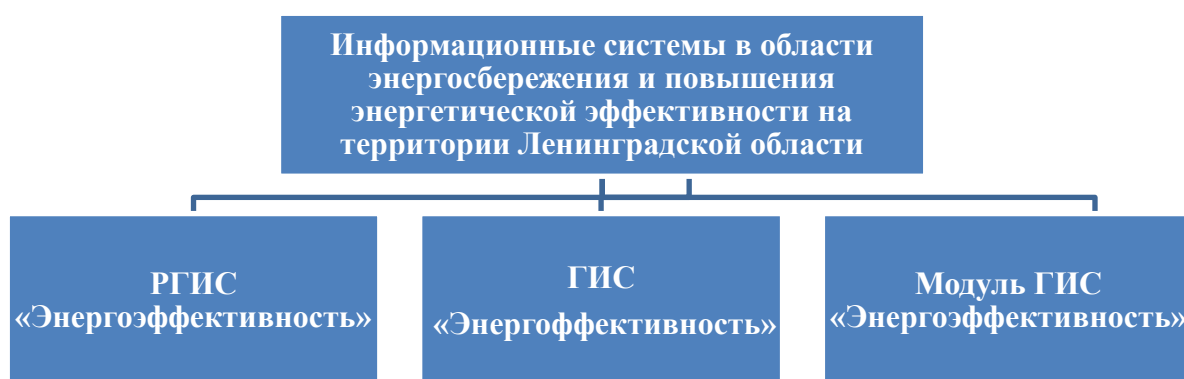 Информационные системы в области
энергосбережения и повышения
энергетической эффективности на
территории Ленинградской области
РГИС
«Энергоэффективность»
ГИС
«Энергоффективность»
Модуль ГИС
«Энергоэффективность»